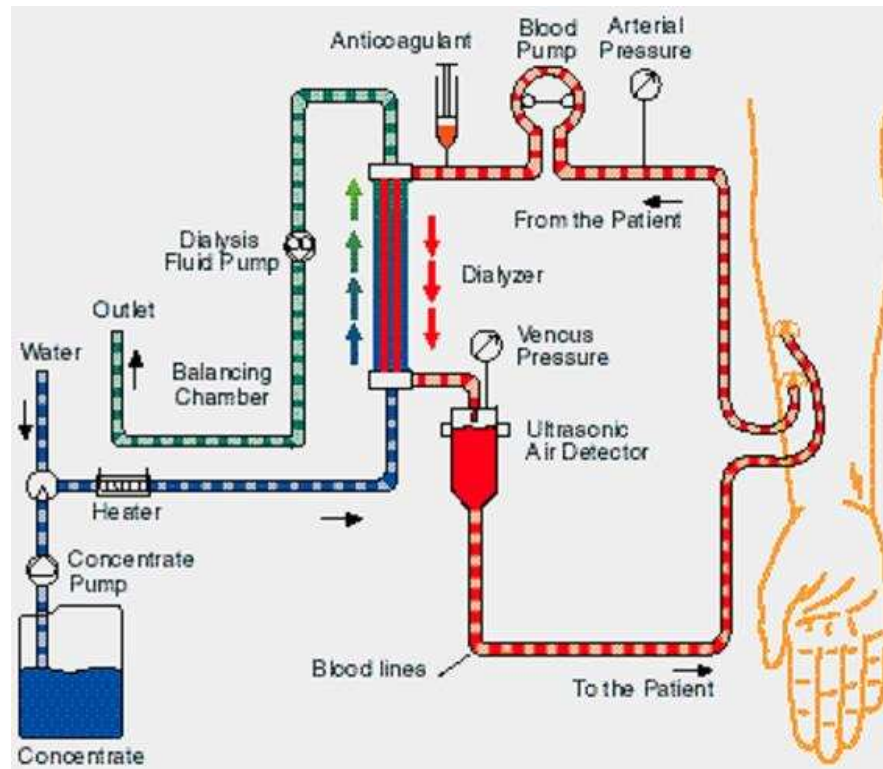 Anticoagulant
Blood
Pump
Arterial
Pressure
From the Patient
Dialysis
Fluid Pump
Dialyzer
Outlet
Water
Balancing
Chamber
Vencus
Pressure
Ultrasonic
Air Detector
Heater
Concentrate
Pump
Blood lines
To the Patient
Concentrate